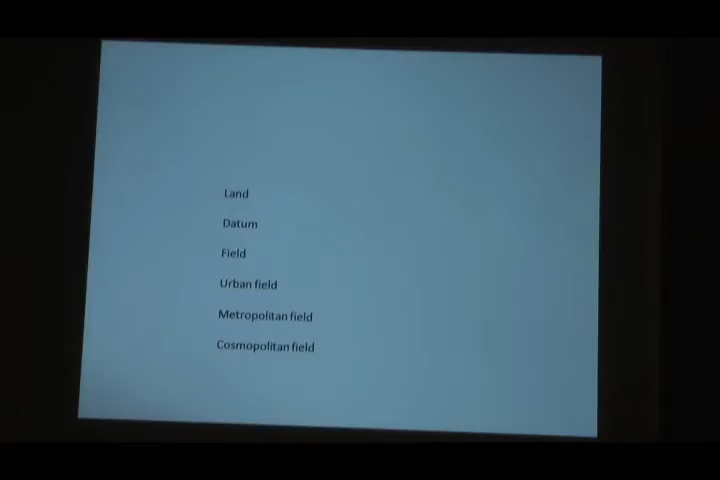 Land
Datum
Field
Urban field
Metropolitan field
Cosmopolitan field